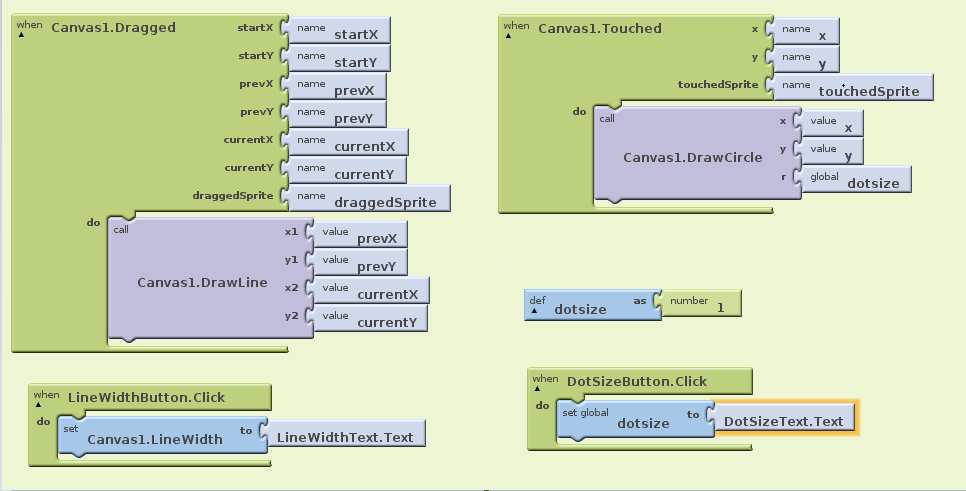 when Canvas1.Dragged startX name startX
startY name startY
prevX name prevX
prevY name prevY
currentX name currentX
currentY name currentY
draggedSprite name draggedSprite
do call Canvas1.DrawLine x1 value prevX
y1 value prevY
x2 value currentX
y2 value currentY
when Canvas1.Touched x name x
y name y
touchedSprite name touchedSprite
do call Canvas1.DrawCircle x value x
y value y
r global dotsize
def dotsize as number 1
when LineWidthButton.Click
do set Canvas1.LineWidth to LineWidthText.Text
when DotSizeButton.Click
do set global dotsize to DotSizeText.Text